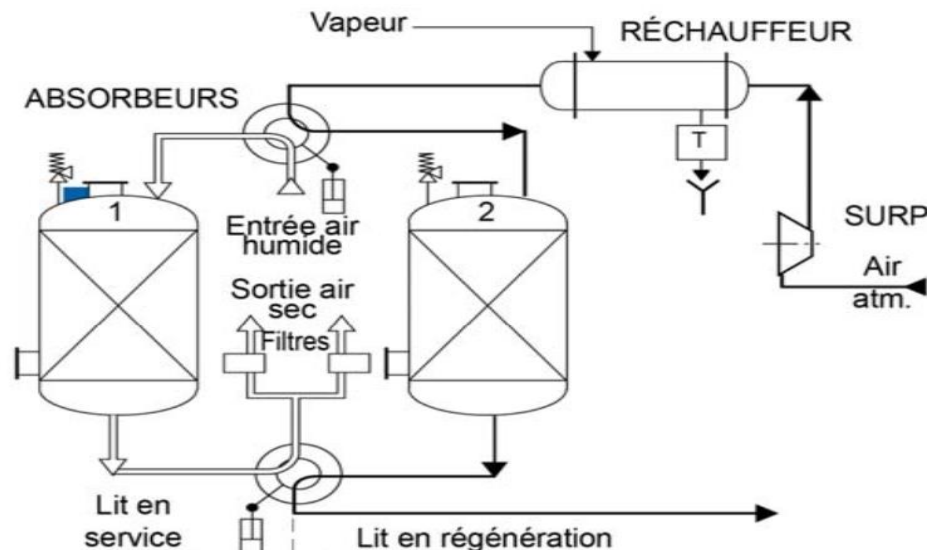 Vapeur
RÉCHAUFFEUR
ABSORBEURS
T
1
2
SURP
Entrée air
humide
Air
atm.
Sortie air
sec
Filtres
Lit en
service
Lit en régénération